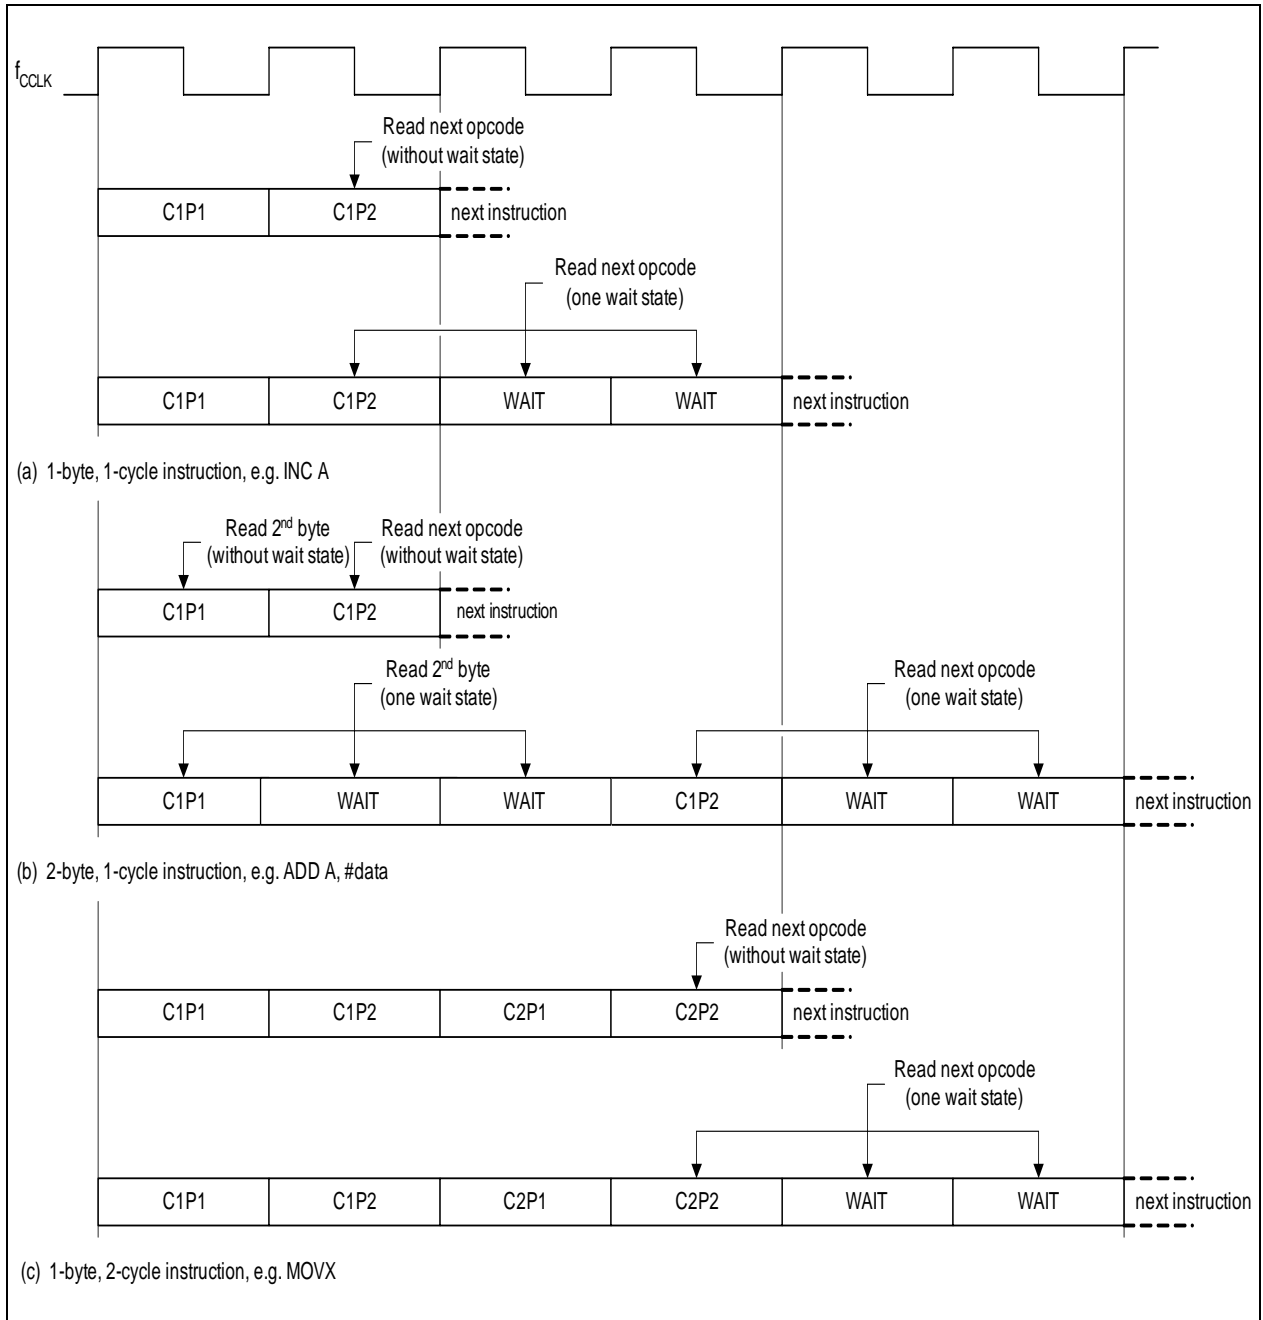 fCCLK
Read next opcode
(without wait state)
C1P1 C1P2 next instruction
Read next opcode
(one wait state)
C1P1 C1P2 WAIT WAIT next instruction
(a) 1-byte, 1-cycle instruction, e.g. INC A
Read 2nd byte Read next opcode
(without wait state) (without wait state)
C1P1 C1P2 next instruction
Read 2nd byte Read next opcode
(one wait state) (one wait state)
C1P1 WAIT WAIT C1P2 WAIT WAIT next instruction
(b) 2-byte, 1-cycle instruction, e.g. ADD A, #data
Read next opcode
(without wait state)
C1P1 C1P2 C2P1 C2P2 next instruction
Read next opcode
(one wait state)
C1P1 C1P2 C2P1 C2P2 WAIT WAIT next instruction
(c) 1-byte, 2-cycle instruction, e.g. MOVX